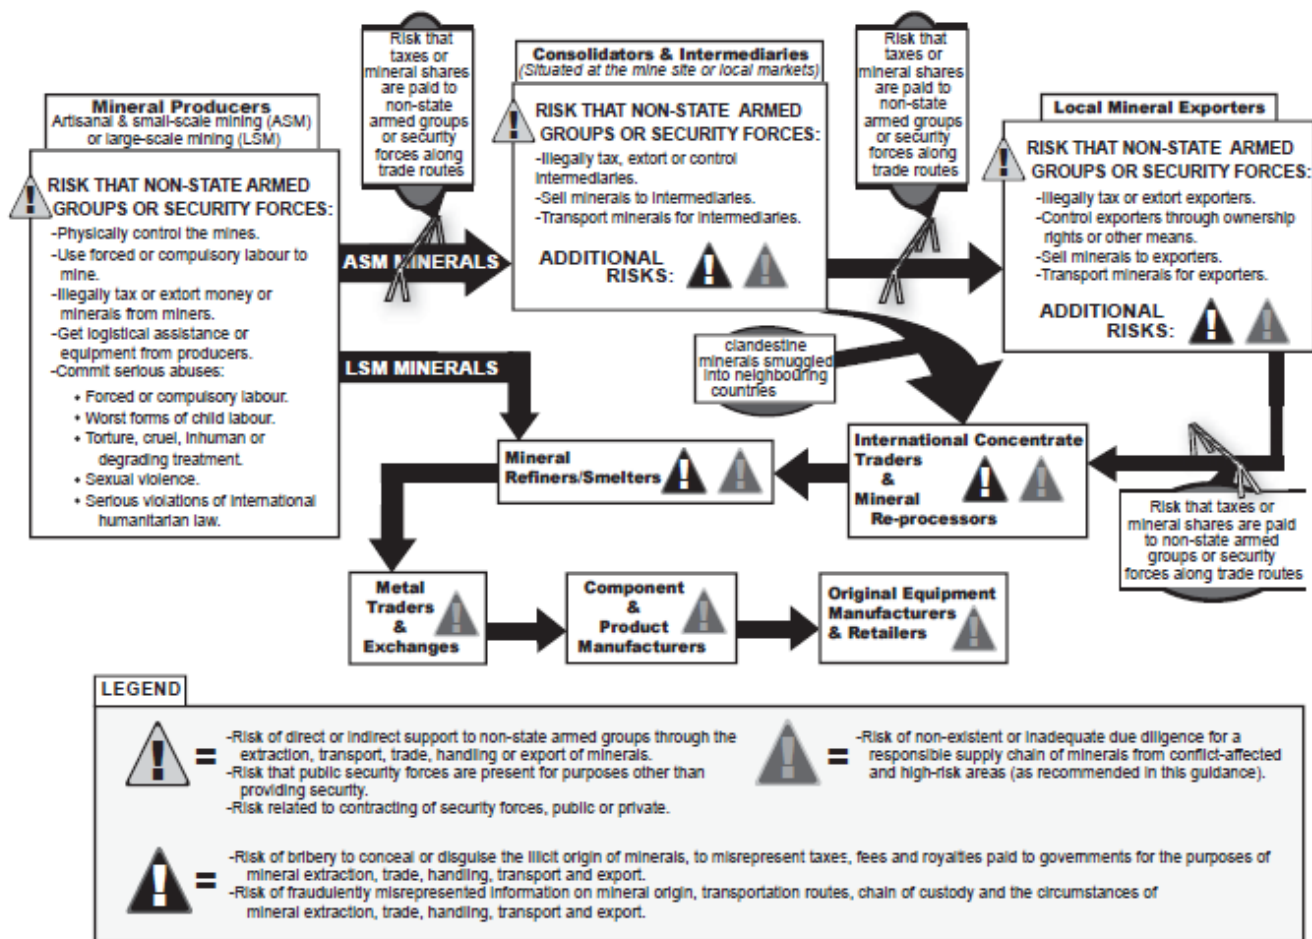 Mineral Producers
Artisanal & small-scale mining (ASM)
or large-scale mining (LSM)
RISK THAT NON-STATE ARMED
GROUPS OR SECURITY FORCES:
-Physically control the mines.
-Use forced or compulsory labour to
mine.
-Illegally tax or extort money or
minerals from miners.
-Get logistical assistance or
equipment from producers.
-Commit serious abuses:
• Forced or compulsory labour.
• Worst forms of child labour.
• Torture, cruel, inhuman or
degrading treatment.
• Sexual violence.
• Serious violations of international
humanitarian law.
Risk that
taxes or
mineral shares
are paid to
non-state
armed groups
or security
forces along
trade routes
ASM MINERALS
LSM MINERALS
Consolidators & Intermediaries
(Situated at the mine site or local markets)
RISK THAT NON-STATE ARMED
GROUPS OR SECURITY FORCES:
-Illegally tax, extort or control
intermediaries.
-Sell minerals to intermediaries.
-Transport minerals for intermediaries.
ADDITIONAL
RISKS:
Risk that
taxes or
mineral shares
are paid to
non-state
armed groups
or security
forces along
trade routes
Local Mineral Exporters
RISK THAT NON-STATE ARMED
GROUPS OR SECURITY FORCES:
-Illegally tax or extort exporters.
-Control exporters through ownership
rights or other means.
-Sell minerals to exporters.
-Transport minerals for exporters.
ADDITIONAL
RISKS:
clandestine
minerals smuggled
into neighbouring
countries
Mineral
Refiners/Smelters
International Concentrate
Traders
&
Mineral
Re-processors
Risk that taxes or
mineral shares are paid
to non-state armed
groups or security
forces along trade routes
Metal
Traders
&
Exchanges
Component
&
Product
Manufacturers
Original Equipment
Manufacturers
& Retailers
LEGEND
! =
-Risk of direct or indirect support to non-state armed groups through the
extraction, transport, trade, handling or export of minerals.
-Risk that public security forces are present for purposes other than
providing security.
-Risk related to contracting of security forces, public or private.
! =
-Risk of non-existent or inadequate due diligence for a
responsible supply chain of minerals from conflict-affected
and high-risk areas (as recommended in this guidance).
! =
-Risk of bribery to conceal or disguise the illicit origin of minerals, to misrepresent taxes, fees and royalties paid to governments for the purposes of
mineral extraction, trade, handling, transport and export.
-Risk of fraudulently misrepresented information on mineral origin, transportation routes, chain of custody and the circumstances of
mineral extraction, trade, handling, transport and export.